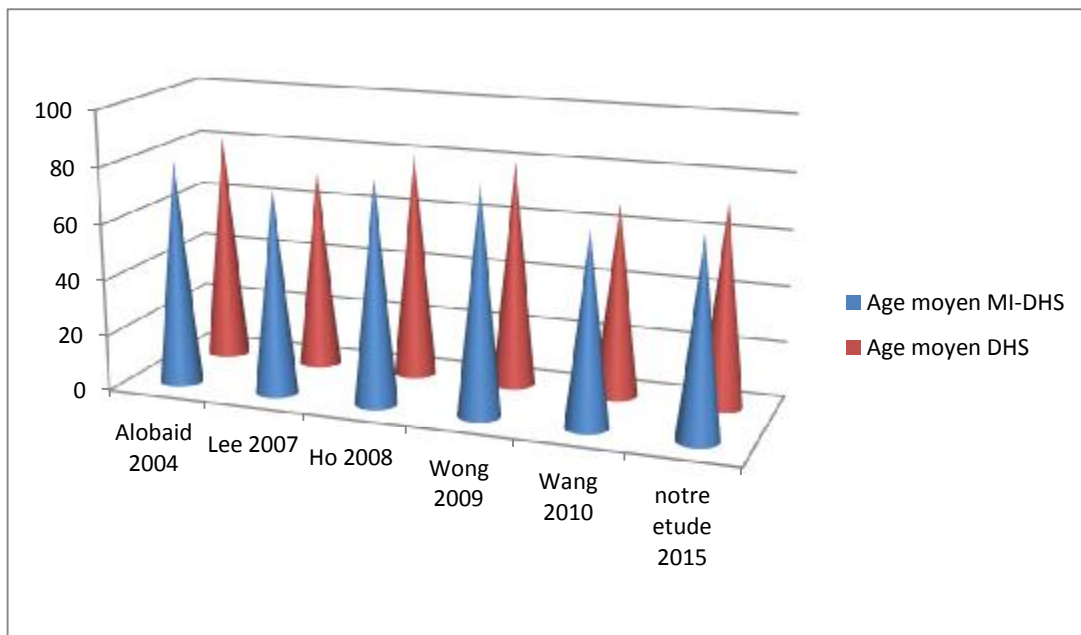 100
80
60
40
20
0
Alobaid
2004
Lee 2007
Ho 2008
Wong
2009
Wang
2010
notre
etude
2015
Age moyen MI-DHS
Age moyen DHS